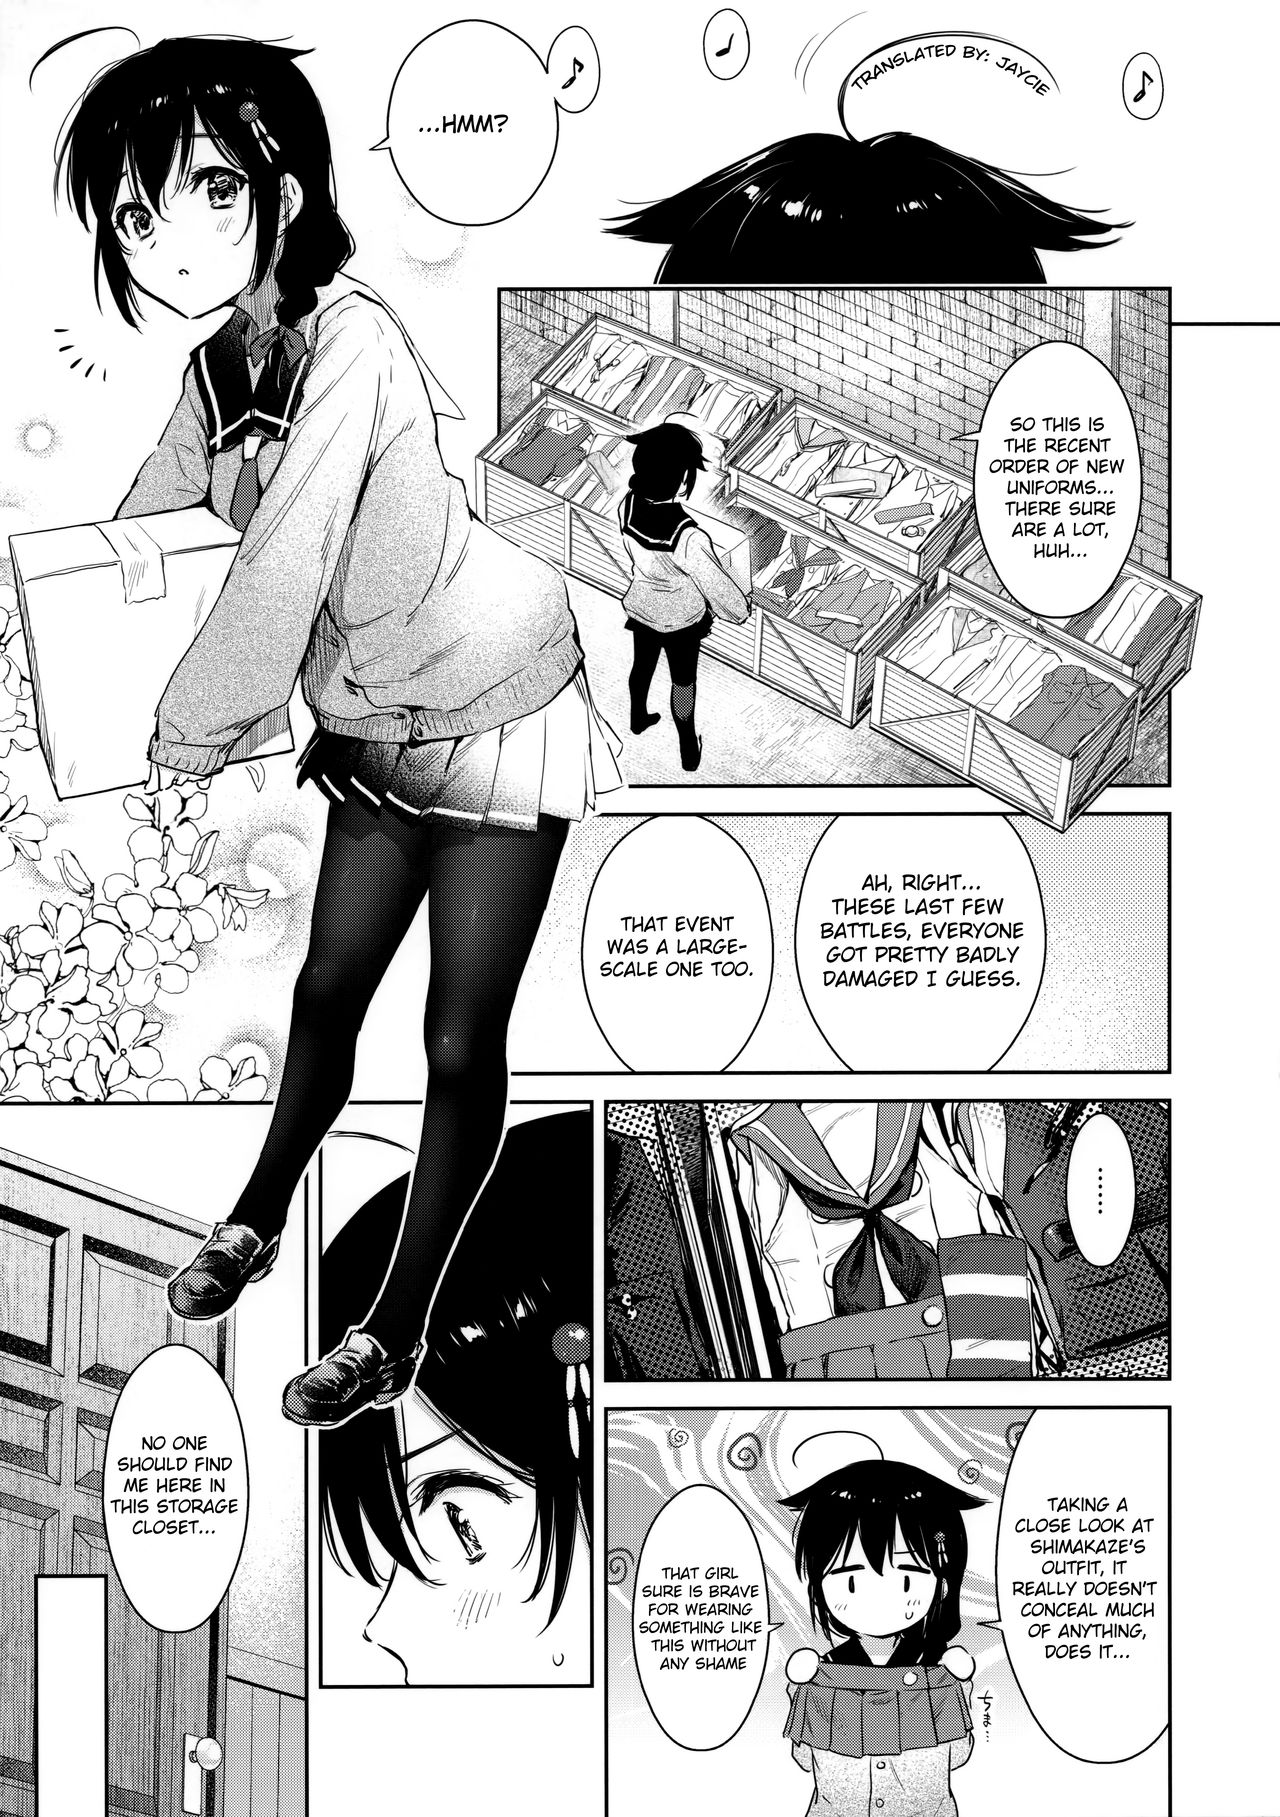 TRANSLATED BY: JAYCIE
...HMM?
SO THIS IS
THE RECENT
ORDER OF NEW
UNIFORMS...
THERE SURE
ARE A LOT,
HUH...
AH, RIGHT...
THESE LAST FEW
BATTLES, EVERYONE
GOT PRETTY BADLY
DAMAGED I GUESS.
THAT EVENT
WAS A LARGE-
SCALE ONE TOO.
......
TAKING A
CLOSE LOOK AT
SHIMAKAZE'S
OUTFIT, IT
REALLY DOESN'T
CONCEAL MUCH
OF ANYTHING,
DOES IT...
ちま…
THAT GIRL
SURE IS BRAVE
FOR WEARING
SOMETHING LIKE
THIS WITHOUT
ANY SHAME
NO ONE
SHOULD FIND
ME HERE IN
THIS STORAGE
CLOSET...